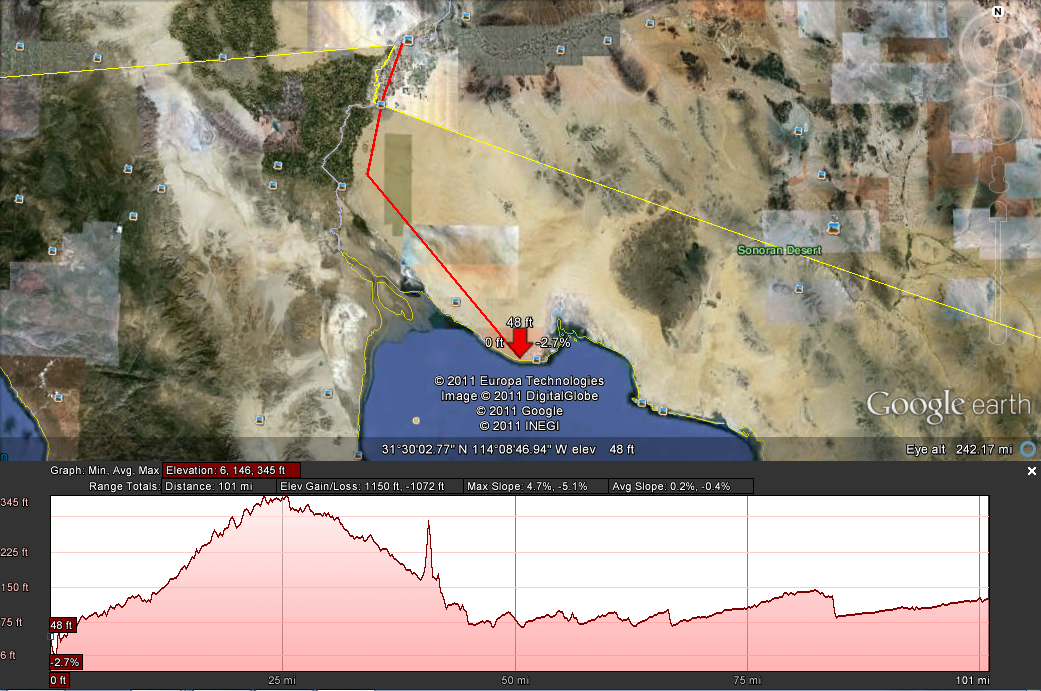 N
Sonoran Desert
48 ft
0 ft
-2.7%
© 2011 Europa Technologies
Image © 2011 DigitalGlobe
© 2011 Google
© 2011 INEGI
Google earth
31°30'02.77" N 114°08'46.94" W elev 48 ft
Eye alt 242.17 mi
Graph: Min, Avg, Max Elevation: 6, 146, 345 ft
Range Totals: Distance: 101 mi Elev Gain/Loss: 1150 ft, -1072 ft Max Slope: 4.7%, -5.1% Avg Slope: 0.2%, -0.4%
345 ft
225 ft
150 ft
75 ft
48 ft
6 ft
-2.7%
0 ft
25 mi
50 mi
75 mi
101 mi